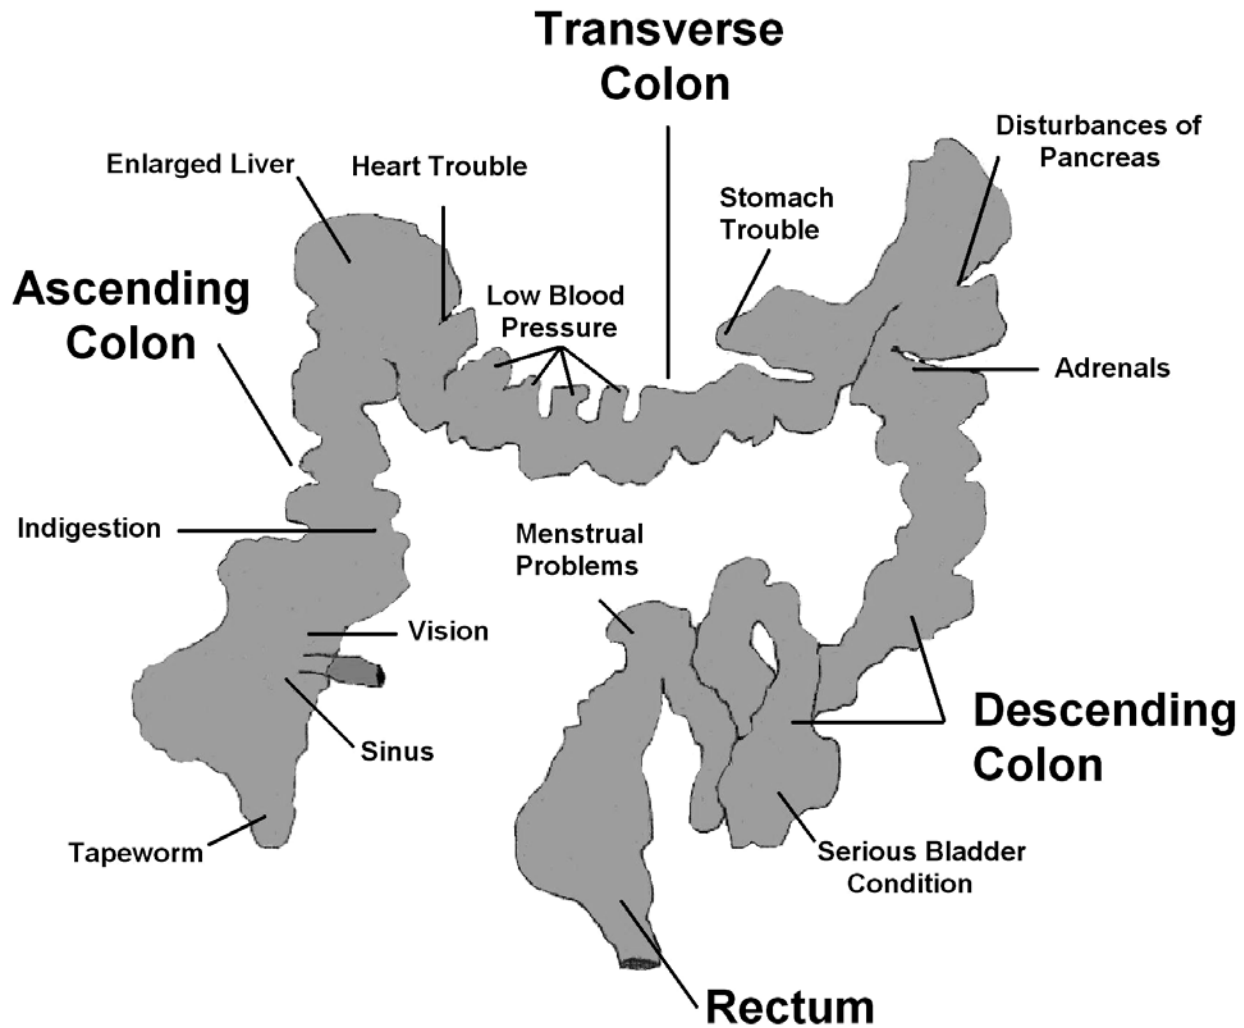 Transverse
Colon
Disturbances of
Pancreas
Enlarged Liver
Heart Trouble
Stomach
Trouble
Ascending
Colon
Low Blood
Pressure
Adrenals
Indigestion
Menstrual
Problems
Vision
Sinus
Descending
Colon
Tapeworm
Serious Bladder
Condition
Rectum